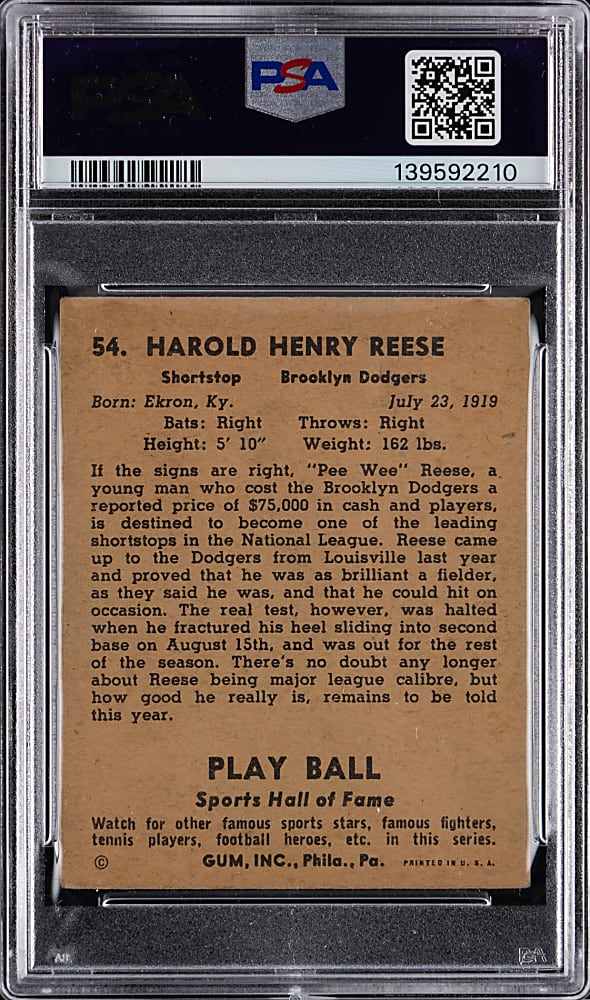 PSA
PSA
139592210
54. HAROLD HENRY REESE
Shortstop Brooklyn Dodgers
Born: Ekron, Ky. July 23, 1919
Bats: Right Throws: Right
Height: 5' 10" Weight: 162 lbs.
If the signs are right, "Pee Wee" Reese, a
young man who cost the Brooklyn Dodgers a
reported price of $75,000 in cash and players,
is destined to become one of the leading
shortstops in the National League. Reese came
up to the Dodgers from Louisville last year
and proved that he was as brilliant a fielder,
as they said he was, and that he could hit on
occasion. The real test, however, was halted
when he fractured his heel sliding into second
base on August 15th, and was out for the rest
of the season. There's no doubt any longer
about Reese being major league calibre, but
how good he really is, remains to be told
this year.
PLAY BALL
Sports Hall of Fame
Watch for other famous sports stars, famous fighters,
tennis players, football heroes, etc. in this series.
© GUM, INC., Phila., Pa. PRINTED IN U. S. A.